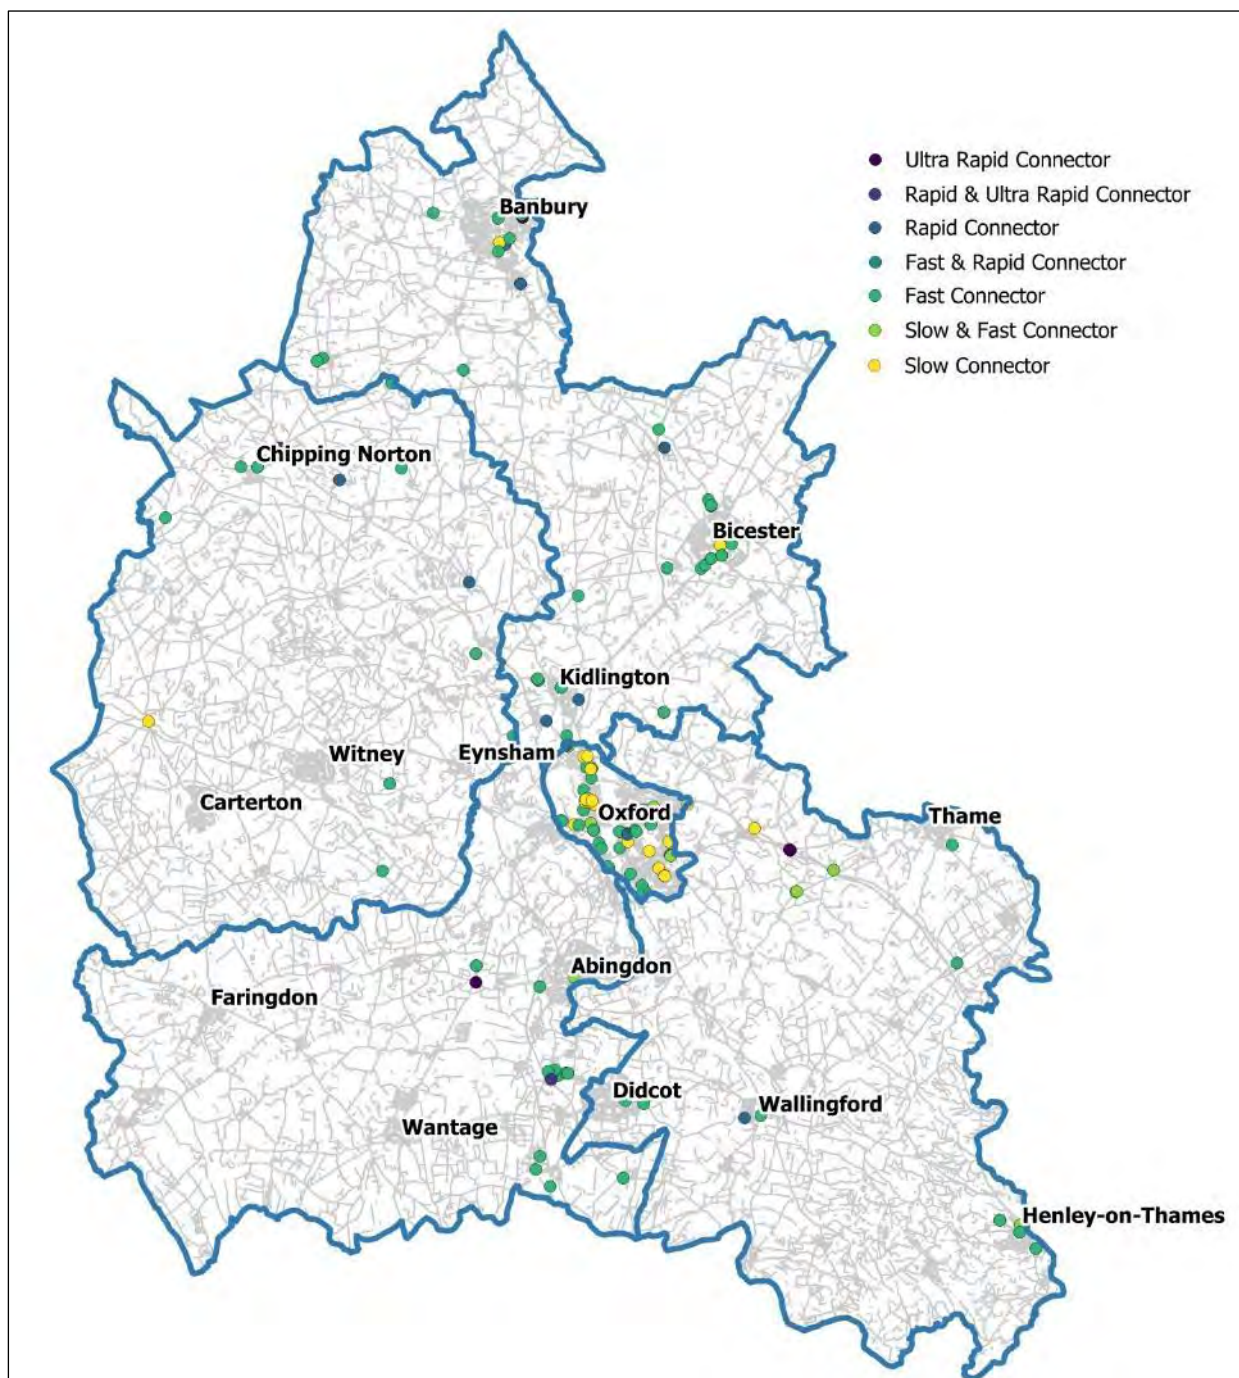 Ultra Rapid Connector
Rapid & Ultra Rapid Connector
Rapid Connector
Fast & Rapid Connector
Fast Connector
Slow & Fast Connector
Slow Connector
Banbury
Chipping Norton
Bicester
Kidlington
Witney
Eynsham
Carterton
Oxford
Thame
Abingdon
Faringdon
Didcot
Wallingford
Wantage
Henley-on-Thames